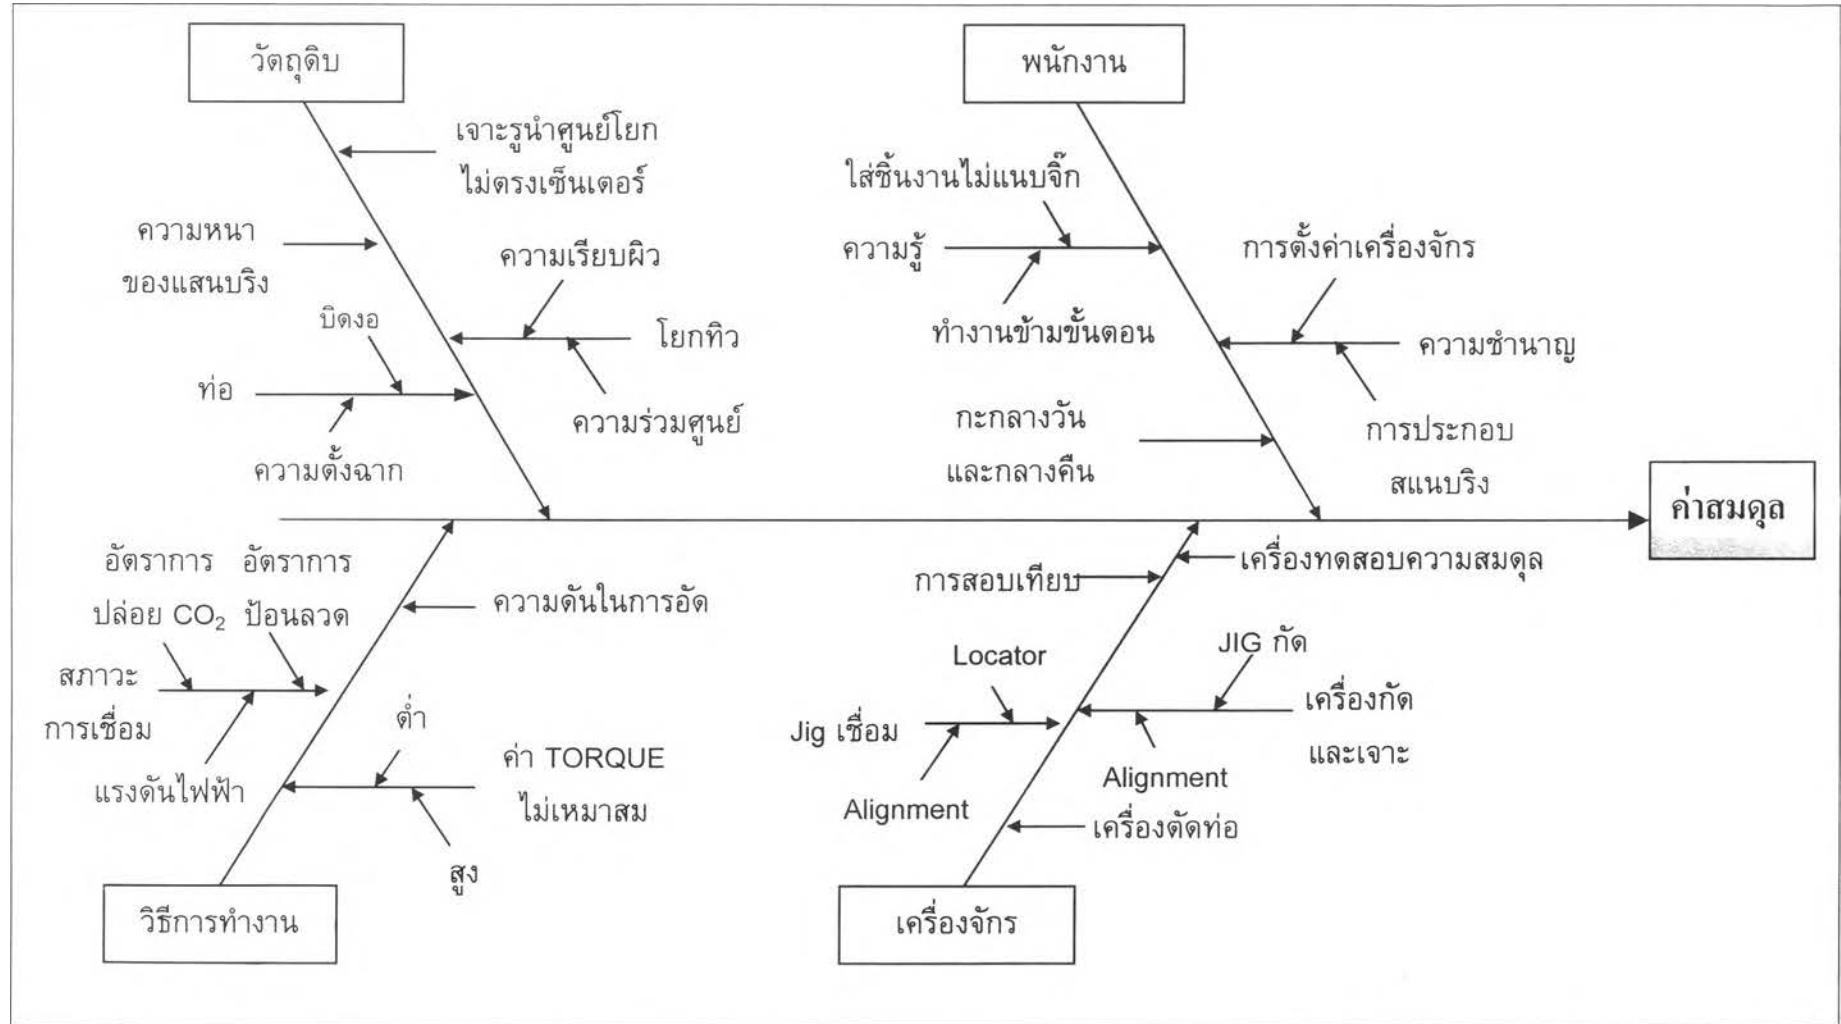 วัตถุดิบ
พนักงาน
เจาะรูนำศูนย์โยก
ไม่ตรงเซ็นเตอร์
ใส่ชิ้นงานไม่แนบจิ๊ก
ความหนา
ของแสนบริง
ความเรียบผิว
ความรู้
การตั้งค่าเครื่องจักร
บิดงอ
โยกทิว
ทำงานข้ามขั้นตอน
ความชำนาญ
ท่อ
ความร่วมศูนย์
กะกลางวัน
และกลางคืน
การประกอบ
สแนบริง
ความตั้งฉาก
ค่าสมดุล
อัตราการ
ปล่อย CO₂
อัตราการ
ป้อนลวด
ความดันในการอัด
การสอบเทียบ
เครื่องทดสอบความสมดุล
สภาวะ
การเชื่อม
Locator
JIG กัด
ต่ำ
Jig เชื่อม
เครื่องกัด
และเจาะ
แรงดันไฟฟ้า
ค่า TORQUE
ไม่เหมาสม
Alignment
Alignment
เครื่องตัดท่อ
สูง
วิธีการทำงาน
เครื่องจักร